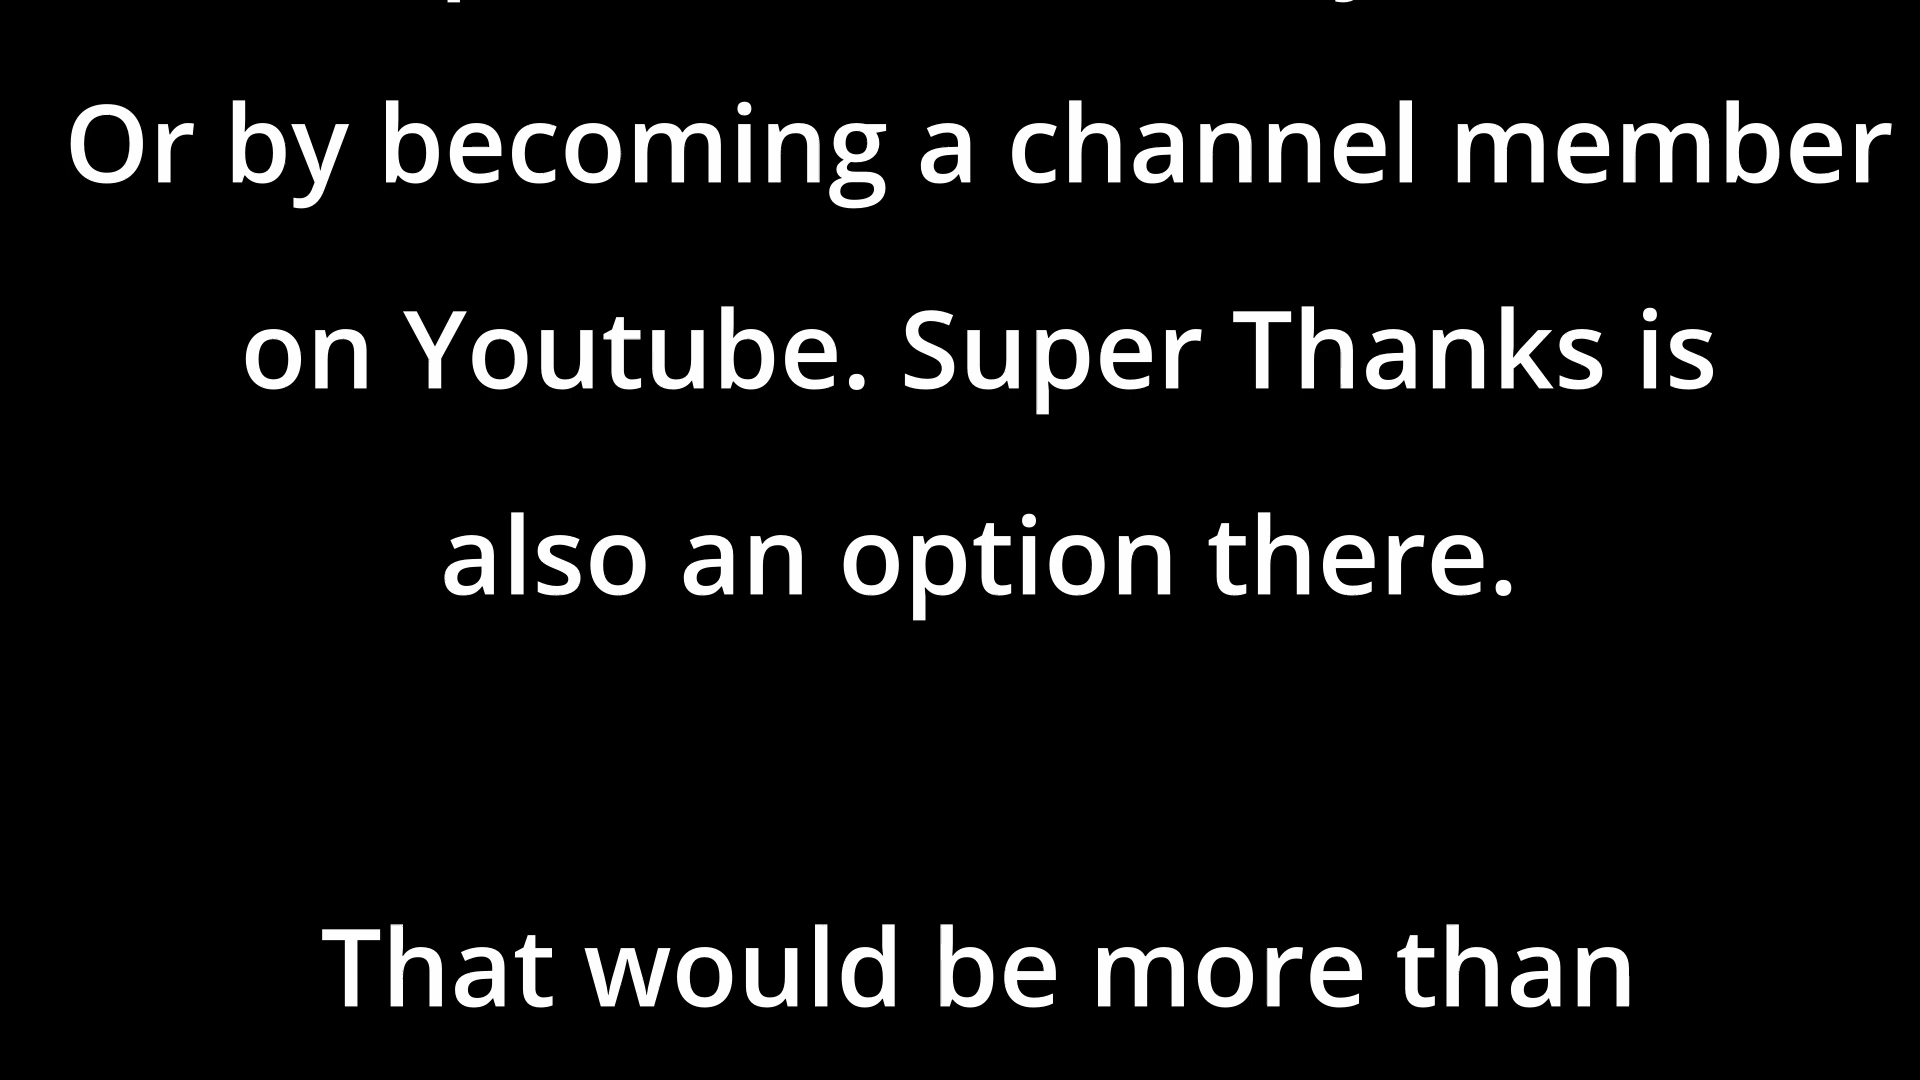 Or by becoming a channel member
on Youtube. Super Thanks is
also an option there.
That would be more than